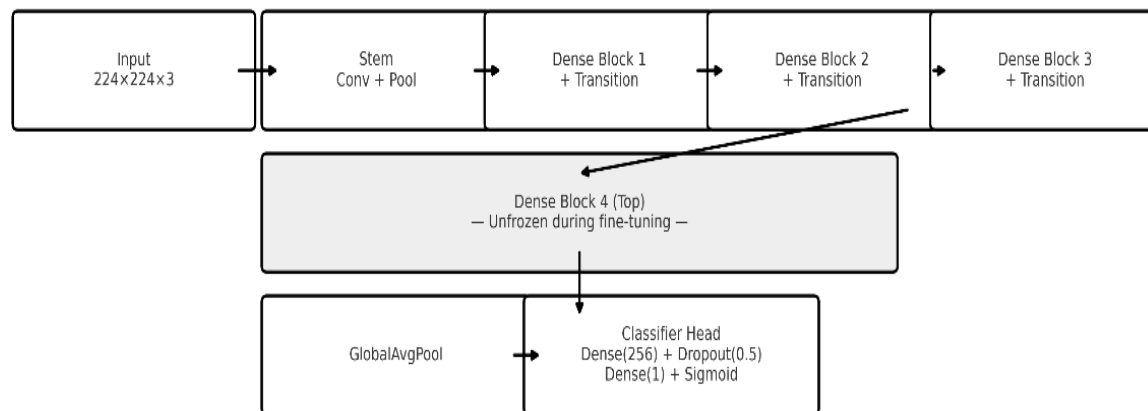 Input
224×224×3
Stem
Conv + Pool
Dense Block 1
+ Transition
Dense Block 2
+ Transition
Dense Block 3
+ Transition
Dense Block 4 (Top)
— Unfrozen during fine-tuning —
GlobalAvgPool
Classifier Head
Dense(256) + Dropout(0.5)
Dense(1) + Sigmoid